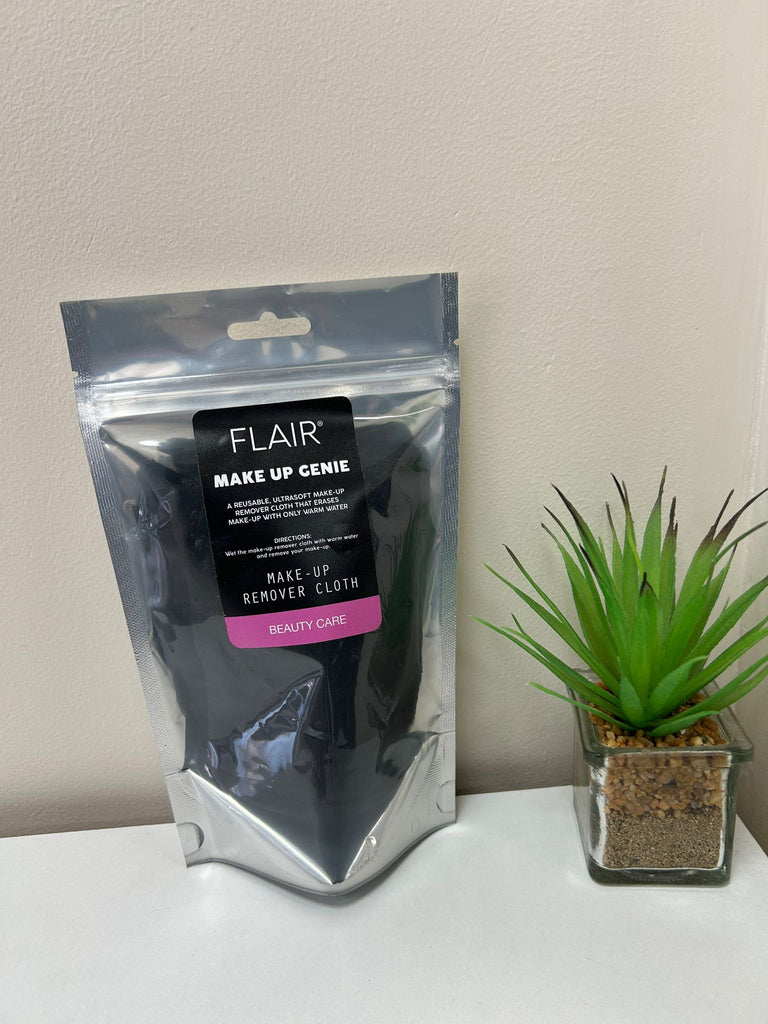 FLAIR®
MAKE UP GENIE
A REUSABLE, ULTRASOFT MAKE-UP
REMOVER CLOTH THAT ERASES
MAKE-UP WITH ONLY WARM WATER
DIRECTIONS:
Wet the make-up remover cloth with warm water
and remove your make-up.
MAKE-UP
REMOVER CLOTH
BEAUTY CARE